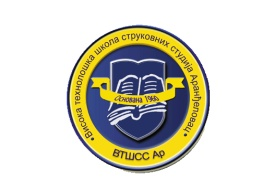 •Висока технолошка школа струковних студија Аранђеловац•
Основана 1966
ВТШСС Ар